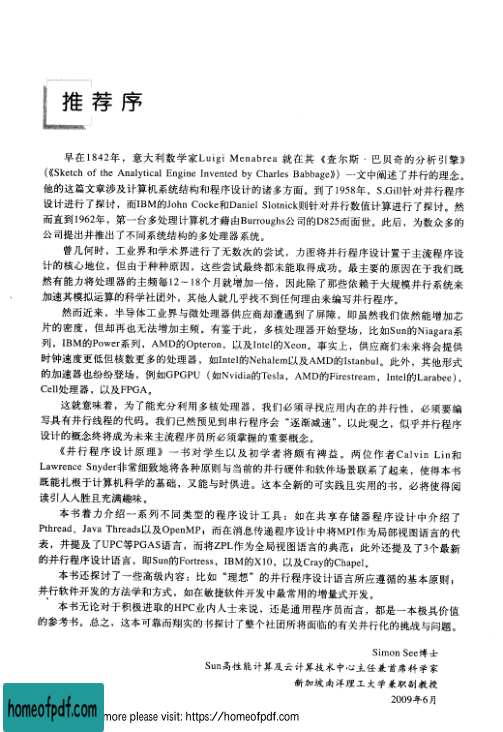 推荐序
早在1842年，意大利数学家Luigi Menabrea 就在其《查尔斯·巴贝奇的分析引擎》
(《Sketch of the Analytical Engine Invented by Charles Babbage》) 一文中阐述了并行的理念。
他的这篇文章涉及计算机系统结构和程序设计的诸多方面。到了1958年，S.Gill针对并行程序
设计进行了探讨，而IBM的John Cocke和Daniel Slotnick则针对并行数值计算进行了探讨。然
而直到1962年，第一台多处理计算机才藉由Burroughs公司的D825而面世。此后，为数众多的
公司提出并推出了不同系统结构的多处理器系统。
曾几何时，工业界和学术界进行了无数次的尝试，力图将并行程序设计置于主流程序设
计的核心地位，但由于种种原因，这些尝试最终都未能取得成功。最主要的原因在于我们既
然有能力将处理器的主频每12～18个月就增加一倍，因此除了那些依赖于大规模并行系统来
加速其模拟运算的科学社团外，其他人就几乎找不到任何理由来编写并行程序。
然而近来，半导体工业界与微处理器供应商却遭遇到了屏障，即虽然我们依然能增加芯
片的密度，但却再也无法增加主频。有鉴于此，多核处理器开始登场，比如Sun的Niagara系
列，IBM的Power系列，AMD的Opteron，以及Intel的Xeon。事实上，供应商们未来将会提供
时钟速度更低但核数更多的处理器，如Intel的Nehalem以及AMD的Istanbul。此外，其他形式
的加速器也纷纷登场，例如GPGPU（如Nvidia的Tesla，AMD的Firestream，Intel的Larabee），
Cell处理器，以及FPGA。
这就意味着，为了能充分利用多核处理器，我们必须寻找应用内在的并行性，必须要编
写具有并行线程的代码。我们已然预见到串行程序会“逐渐减速”，以此观之，似乎并行程序
设计的概念终将成为未来主流程序员所必须掌握的重要概念。
《并行程序设计原理》一书对学生以及初学者将颇有裨益。两位作者Calvin Lin和
Lawrence Snyder非常细致地将各种原则与当前的并行硬件和软件场景联系了起来，使得本书
既能扎根于计算机科学的基础，又能与时俱进。这本全新的可实践且实用的书，必将使得阅
读引人入胜且充满趣味。
本书着力介绍一系列不同类型的程序设计工具：如在共享存储器程序设计中介绍了
Pthread、Java Threads以及OpenMP；而在消息传递程序设计中将MPI作为局部视图语言的代
表，并提及了UPC等PGAS语言，而将ZPL作为全局视图语言的典范；此外还提及了3个最新
的并行程序设计语言，即Sun的Fortress，IBM的X10，以及Cray的Chapel。
本书还探讨了一些高级内容：比如“理想”的并行程序设计语言所应遵循的基本原则；
并行软件开发的方法学和方式，如在敏捷软件开发中最常用的增量式开发。
本书无论对于积极进取的HPC业内人士来说，还是通用程序员而言，都是一本极具价值
的参考书。总之，这本可靠而翔实的书探讨了整个社团所将面临的有关并行化的挑战与问题。
Simon See博士
Sun高性能计算及云计算技术中心主任兼首席科学家
新加坡南洋理工大学兼职副教授
2009年6月
homeofpdf.com
more please visit: https://homeofpdf.com